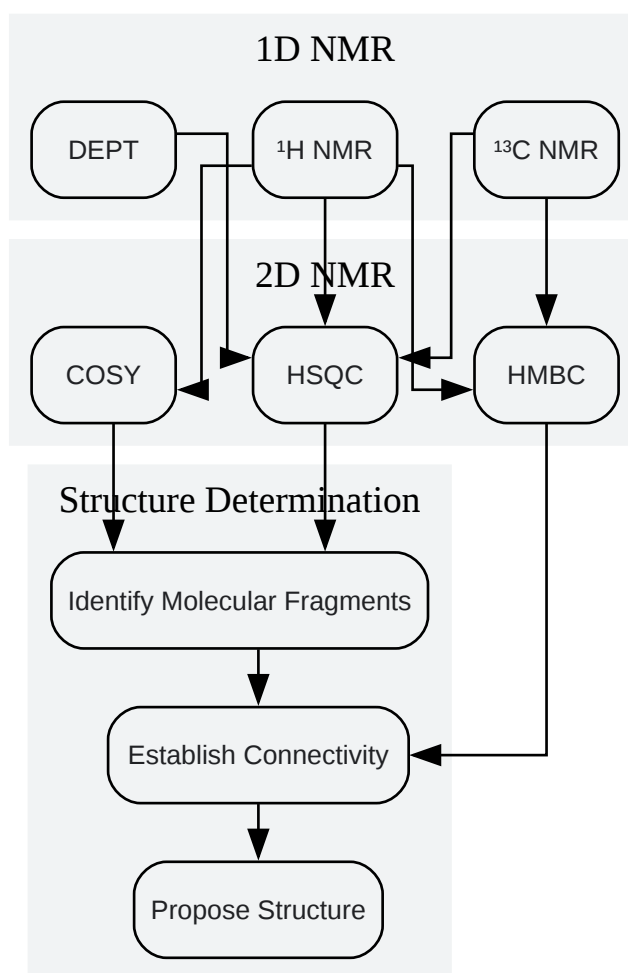 1D NMR
DEPT
¹H NMR
¹³C NMR
2D NMR
COSY
HSQC
HMBC
Structure Determination
Identify Molecular Fragments
Establish Connectivity
Propose Structure